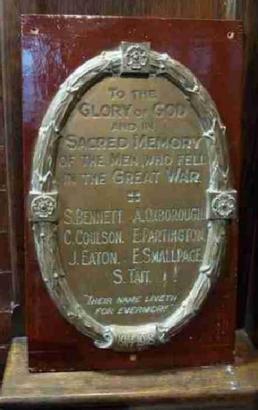 TO THE
GLORY OF GOD
AND IN
SACRED MEMORY
OF THE MEN, WHO FELL
IN THE GREAT WAR.
S. BENNETT A. OXBOROUGH
C. COULSON. E. PARTINGTON.
J. EATON. E. SMALLPAGE.
S. TAIT.
"THEIR NAME LIVETH
FOR EVERMORE"